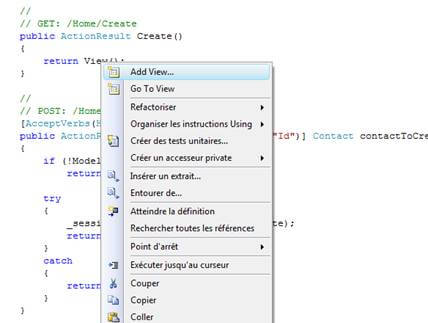 //
// GET: /Home/Create
public ActionResult Create()
{
return View();
}
Add View...
Go To View
//
// POST: /Home
Refactoriser
[AcceptVerbs(H
Organiser les instructions Using
public ActionR
"Id")] Contact contactToCre
Créer des tests unitaires...
{
Créer un accesseur private
if (!Model
return
Insérer un extrait...
Entourer de...
try
{
Atteindre la définition
_sessi
te);
Rechercher toutes les références
return
}
Point d'arrêt
catch
Exécuter jusqu'au curseur
{
Couper
return
}
Copier
}
Coller